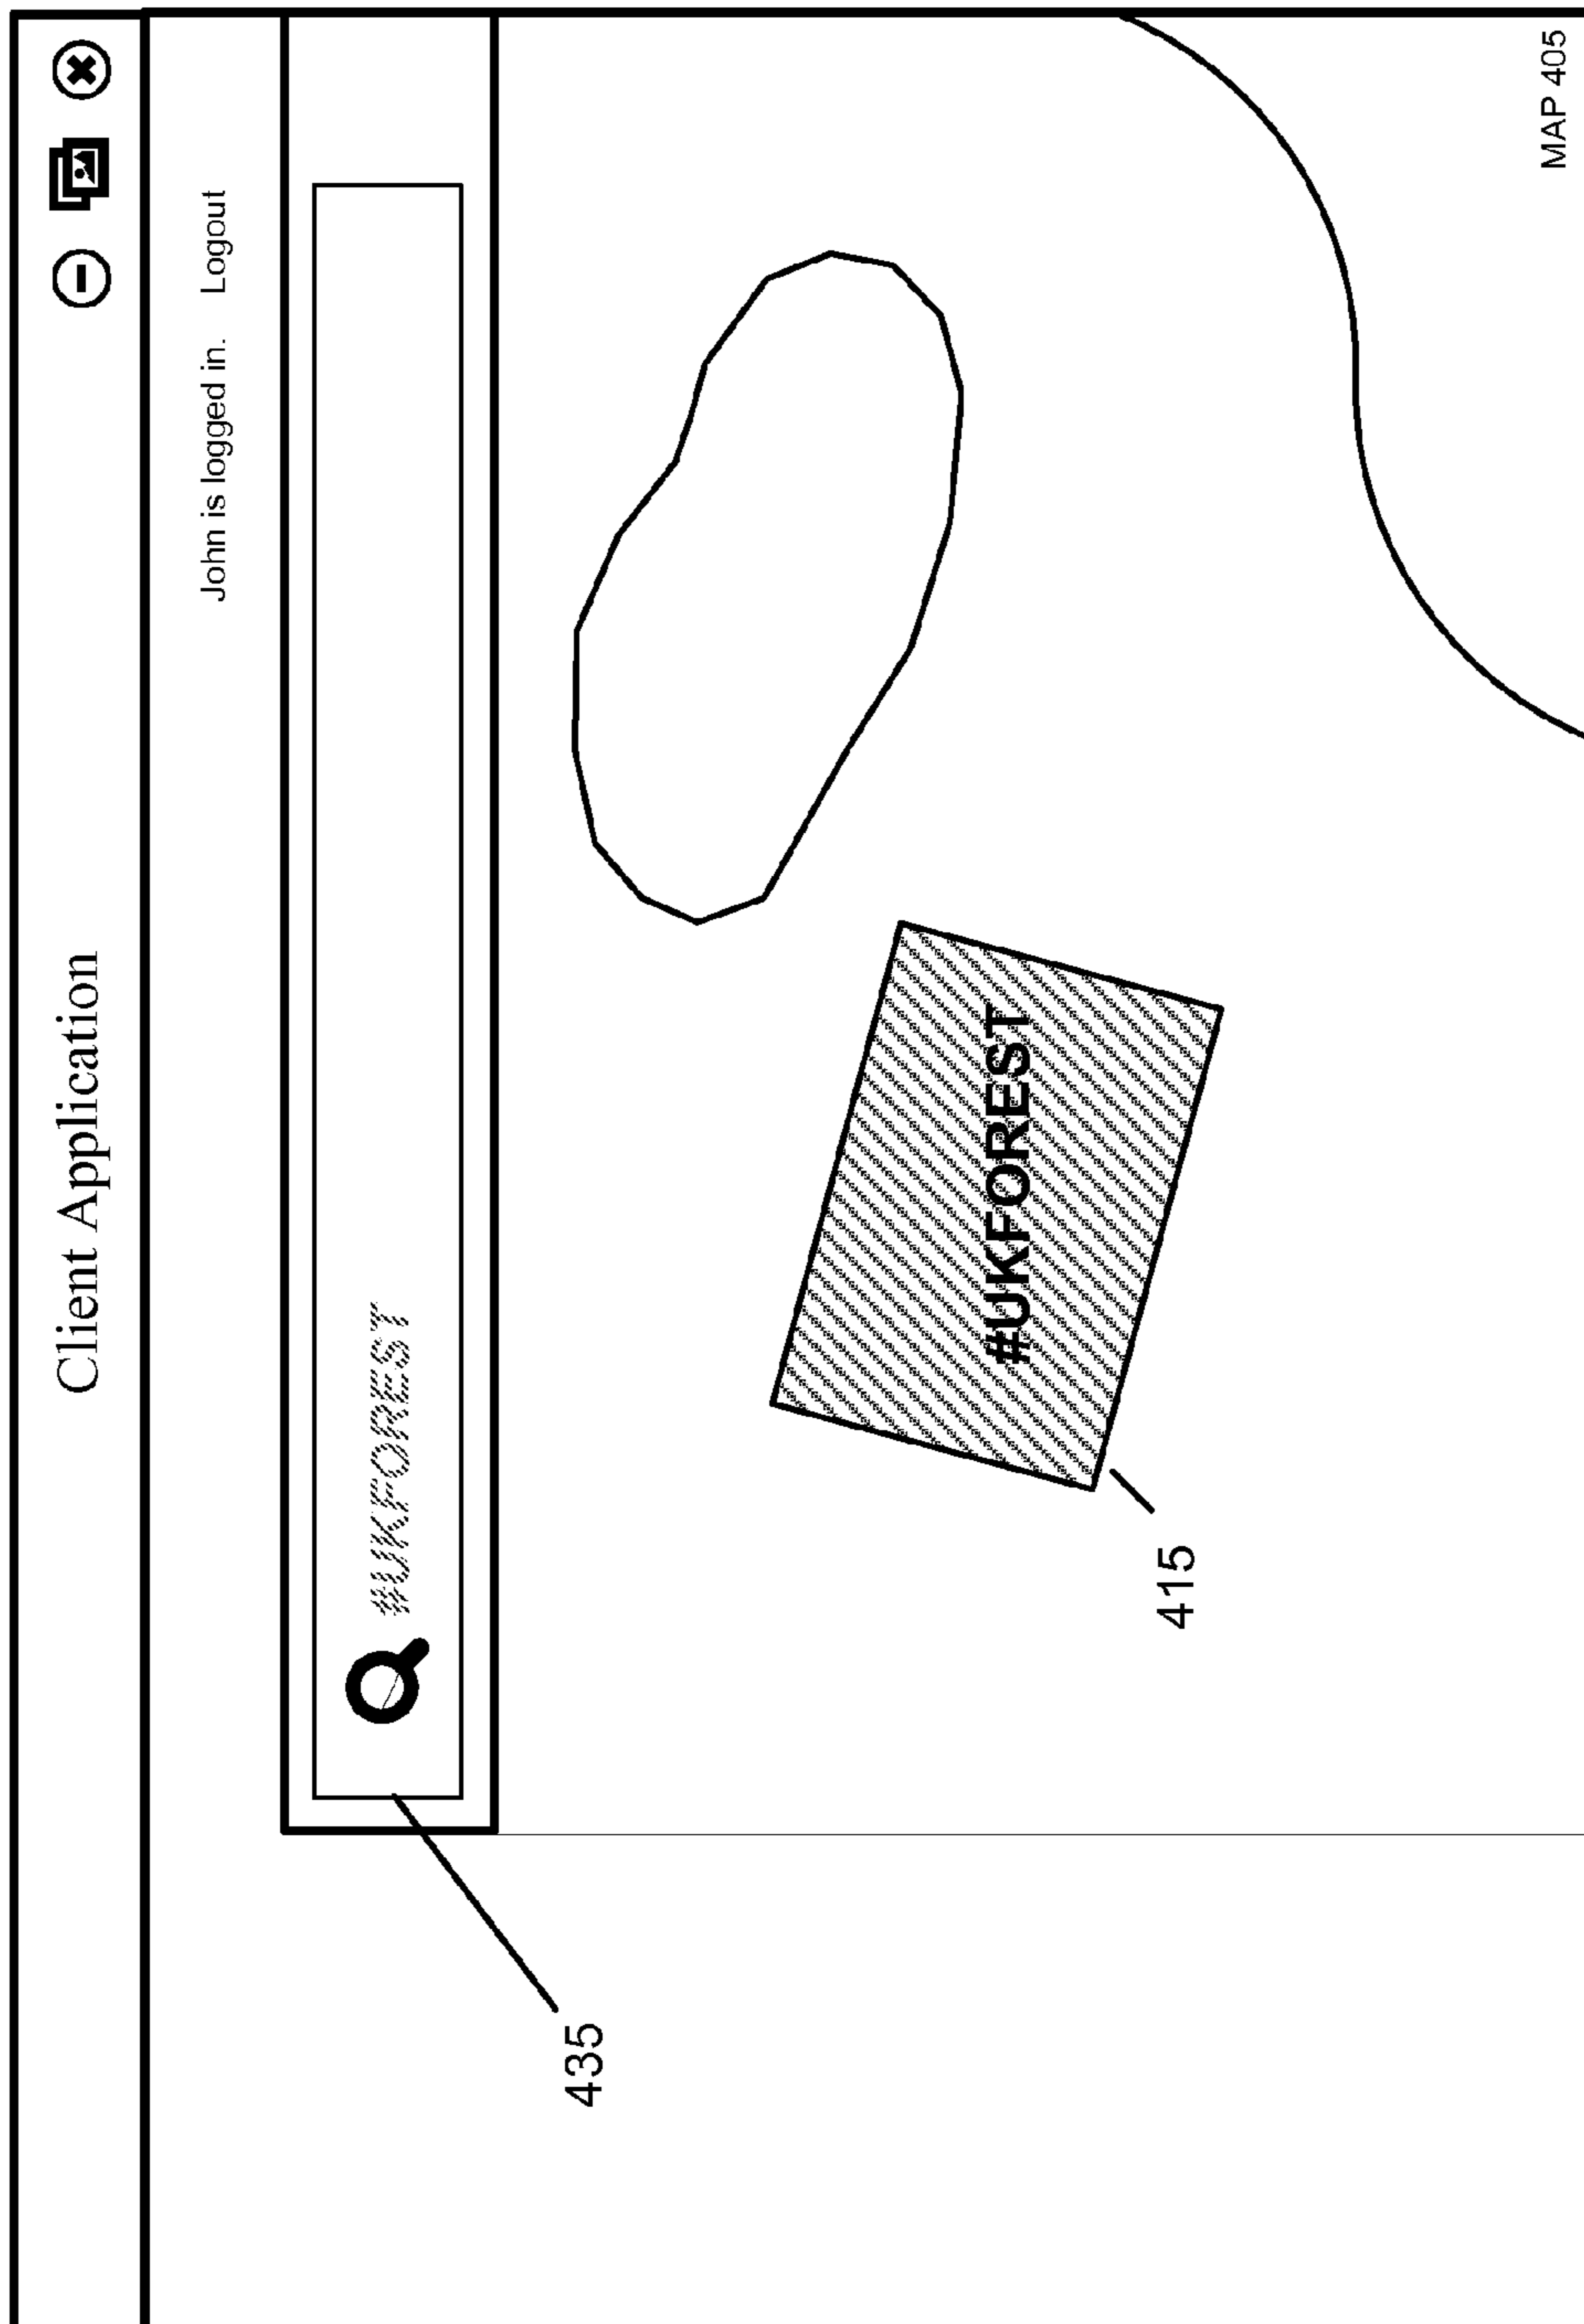 Client Application
John is logged in. Logout
#UKFOREST
435
#UKFOREST
415
MAP 405